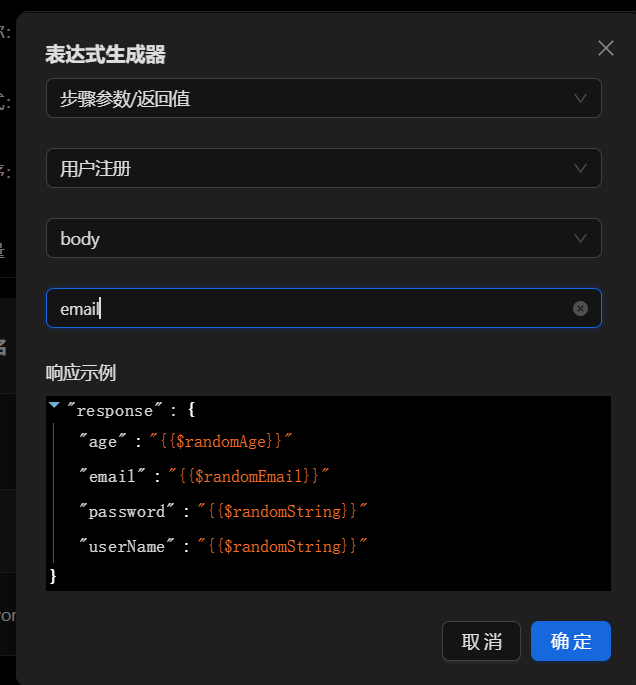 表达式生成器
步骤参数/返回值
用户注册
body
email
响应示例
"response" : {
"age" : "{{$randomAge}}"
"email" : "{{$randomEmail}}"
"password" : "{{$randomString}}"
"userName" : "{{$randomString}}"
}
取 消
确 定